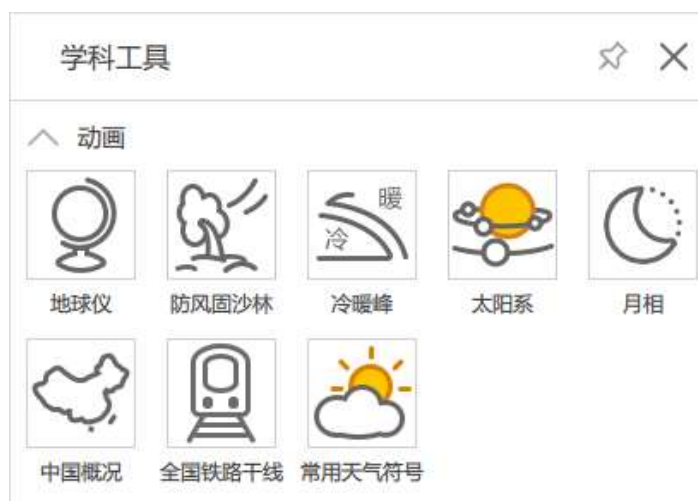 学科工具
动画
暖
冷
地球仪 防风固沙林 冷暖峰 太阳系 月相
中国概况 全国铁路干线 常用天气符号